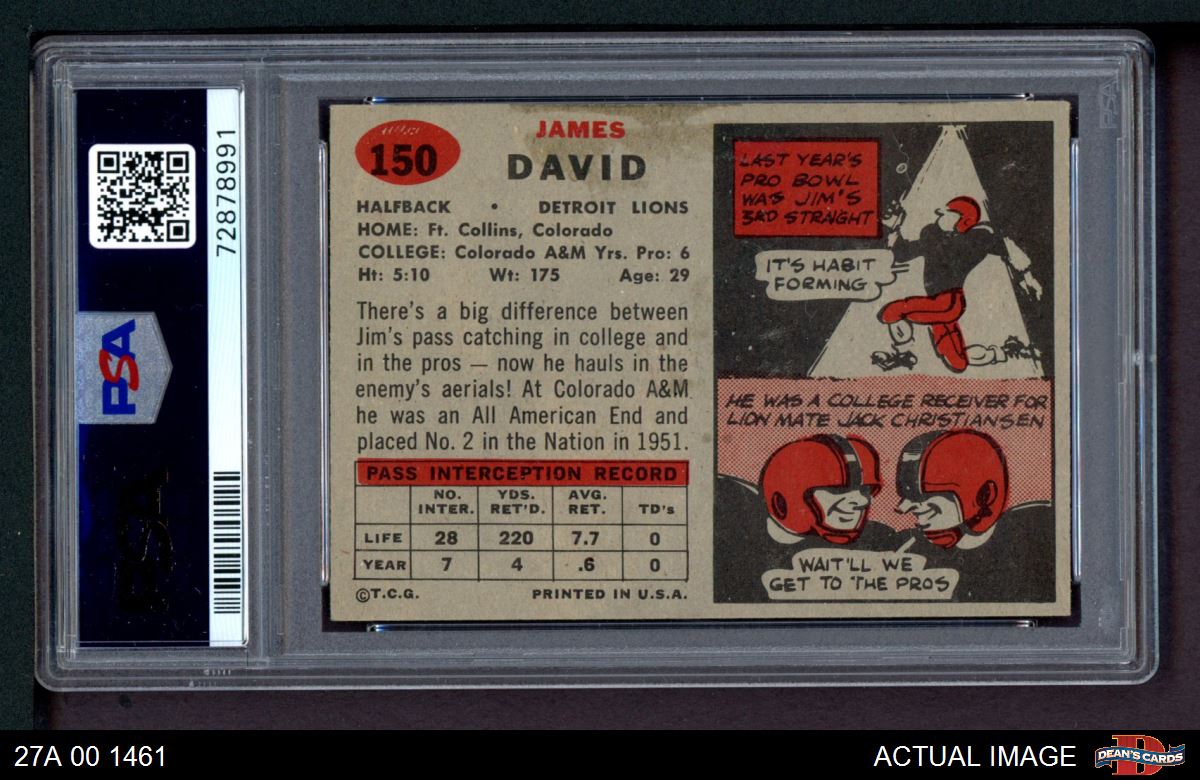 72878991
PSA
PSA
150
JAMES
DAVID
HALFBACK • DETROIT LIONS
HOME: Ft. Collins, Colorado
COLLEGE: Colorado A&M Yrs. Pro: 6
Ht: 5:10 Wt: 175 Age: 29
There's a big difference between
Jim's pass catching in college and
in the pros — now he hauls in the
enemy's aerials! At Colorado A&M
he was an All American End and
placed No. 2 in the Nation in 1951.
PASS INTERCEPTION RECORD
NO. YDS. AVG.
INTER. RET'D. RET. TD's
LIFE 28 220 7.7 0
YEAR 7 4 .6 0
©T.C.G. PRINTED IN U.S.A.
LAST YEAR'S
PRO BOWL
WAS JIM'S
3RD STRAIGHT
IT'S HABIT
FORMING
HE WAS A COLLEGE RECEIVER FOR
LION MATE JACK CHRISTIANSEN
WAIT'LL WE
GET TO THE PROS
PSA
27A 00 1461
ACTUAL IMAGE
DEAN'S CARDS